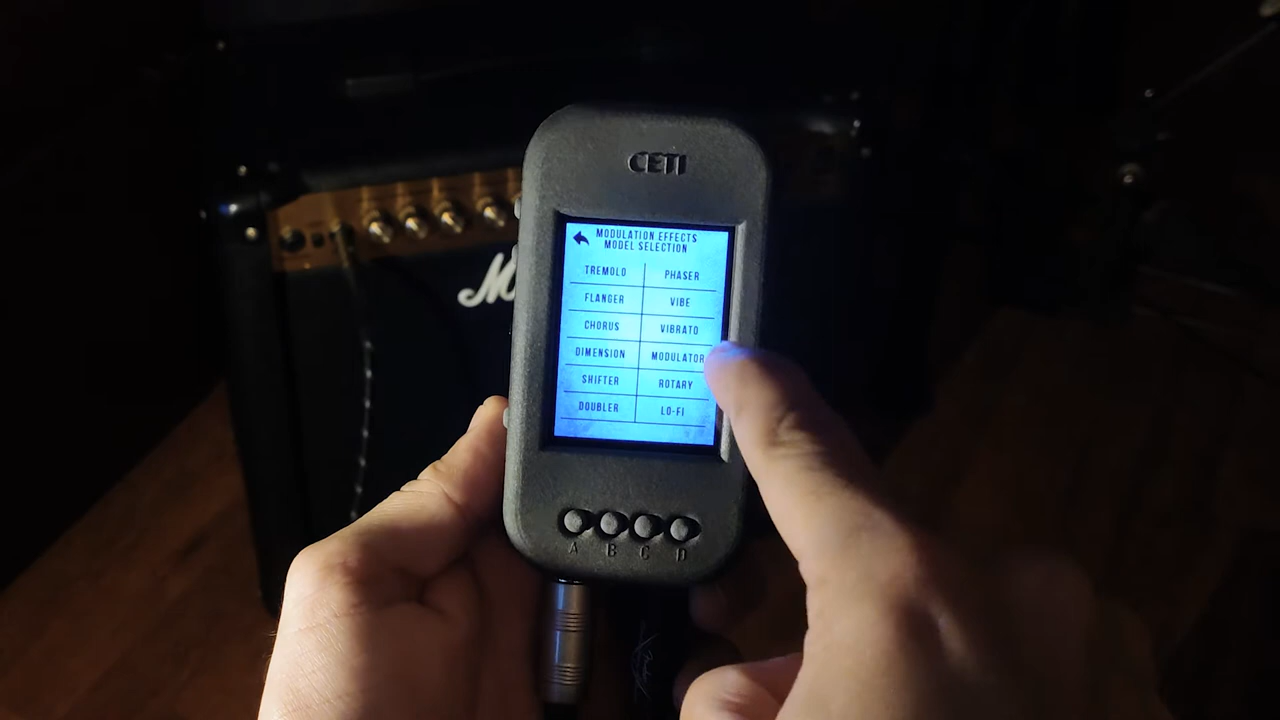 CETI
MODULATION EFFECTS
MODEL SELECTION
TREMOLO PHASER
FLANGER VIBE
CHORUS VIBRATO
DIMENSION MODULATOR
SHIFTER ROTARY
DOUBLER LO-FI
A B C D